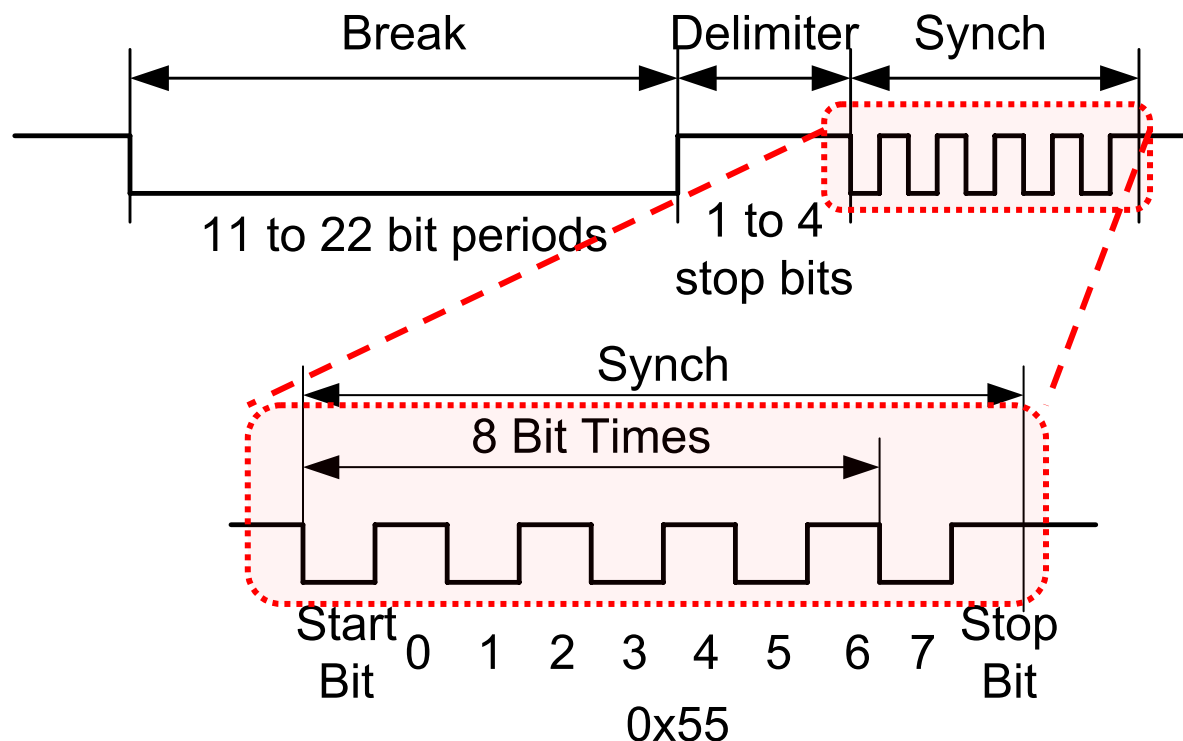 Break Delimiter Synch
11 to 22 bit periods
1 to 4
stop bits
Synch
8 Bit Times
Start
Bit
0 1 2 3 4 5 6 7
Stop
Bit
0x55